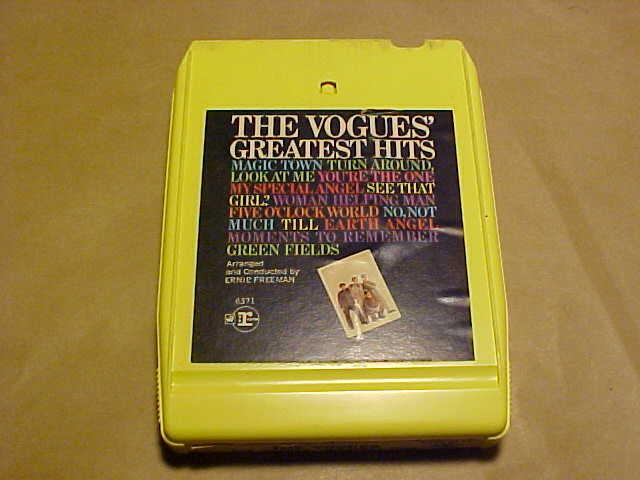 THE VOGUES'
GREATEST HITS
MAGIC TOWN TURN AROUND,
LOOK AT ME YOU'RE THE ONE
MY SPECIAL ANGEL SEE THAT
GIRL? WOMAN HELPING MAN
FIVE O'CLOCK WORLD NO, NOT
MUCH TILL EARTH ANGEL
MOMENTS TO REMEMBER
GREEN FIELDS
Arranged
and Conducted by
ERNIE FREEMAN
6371